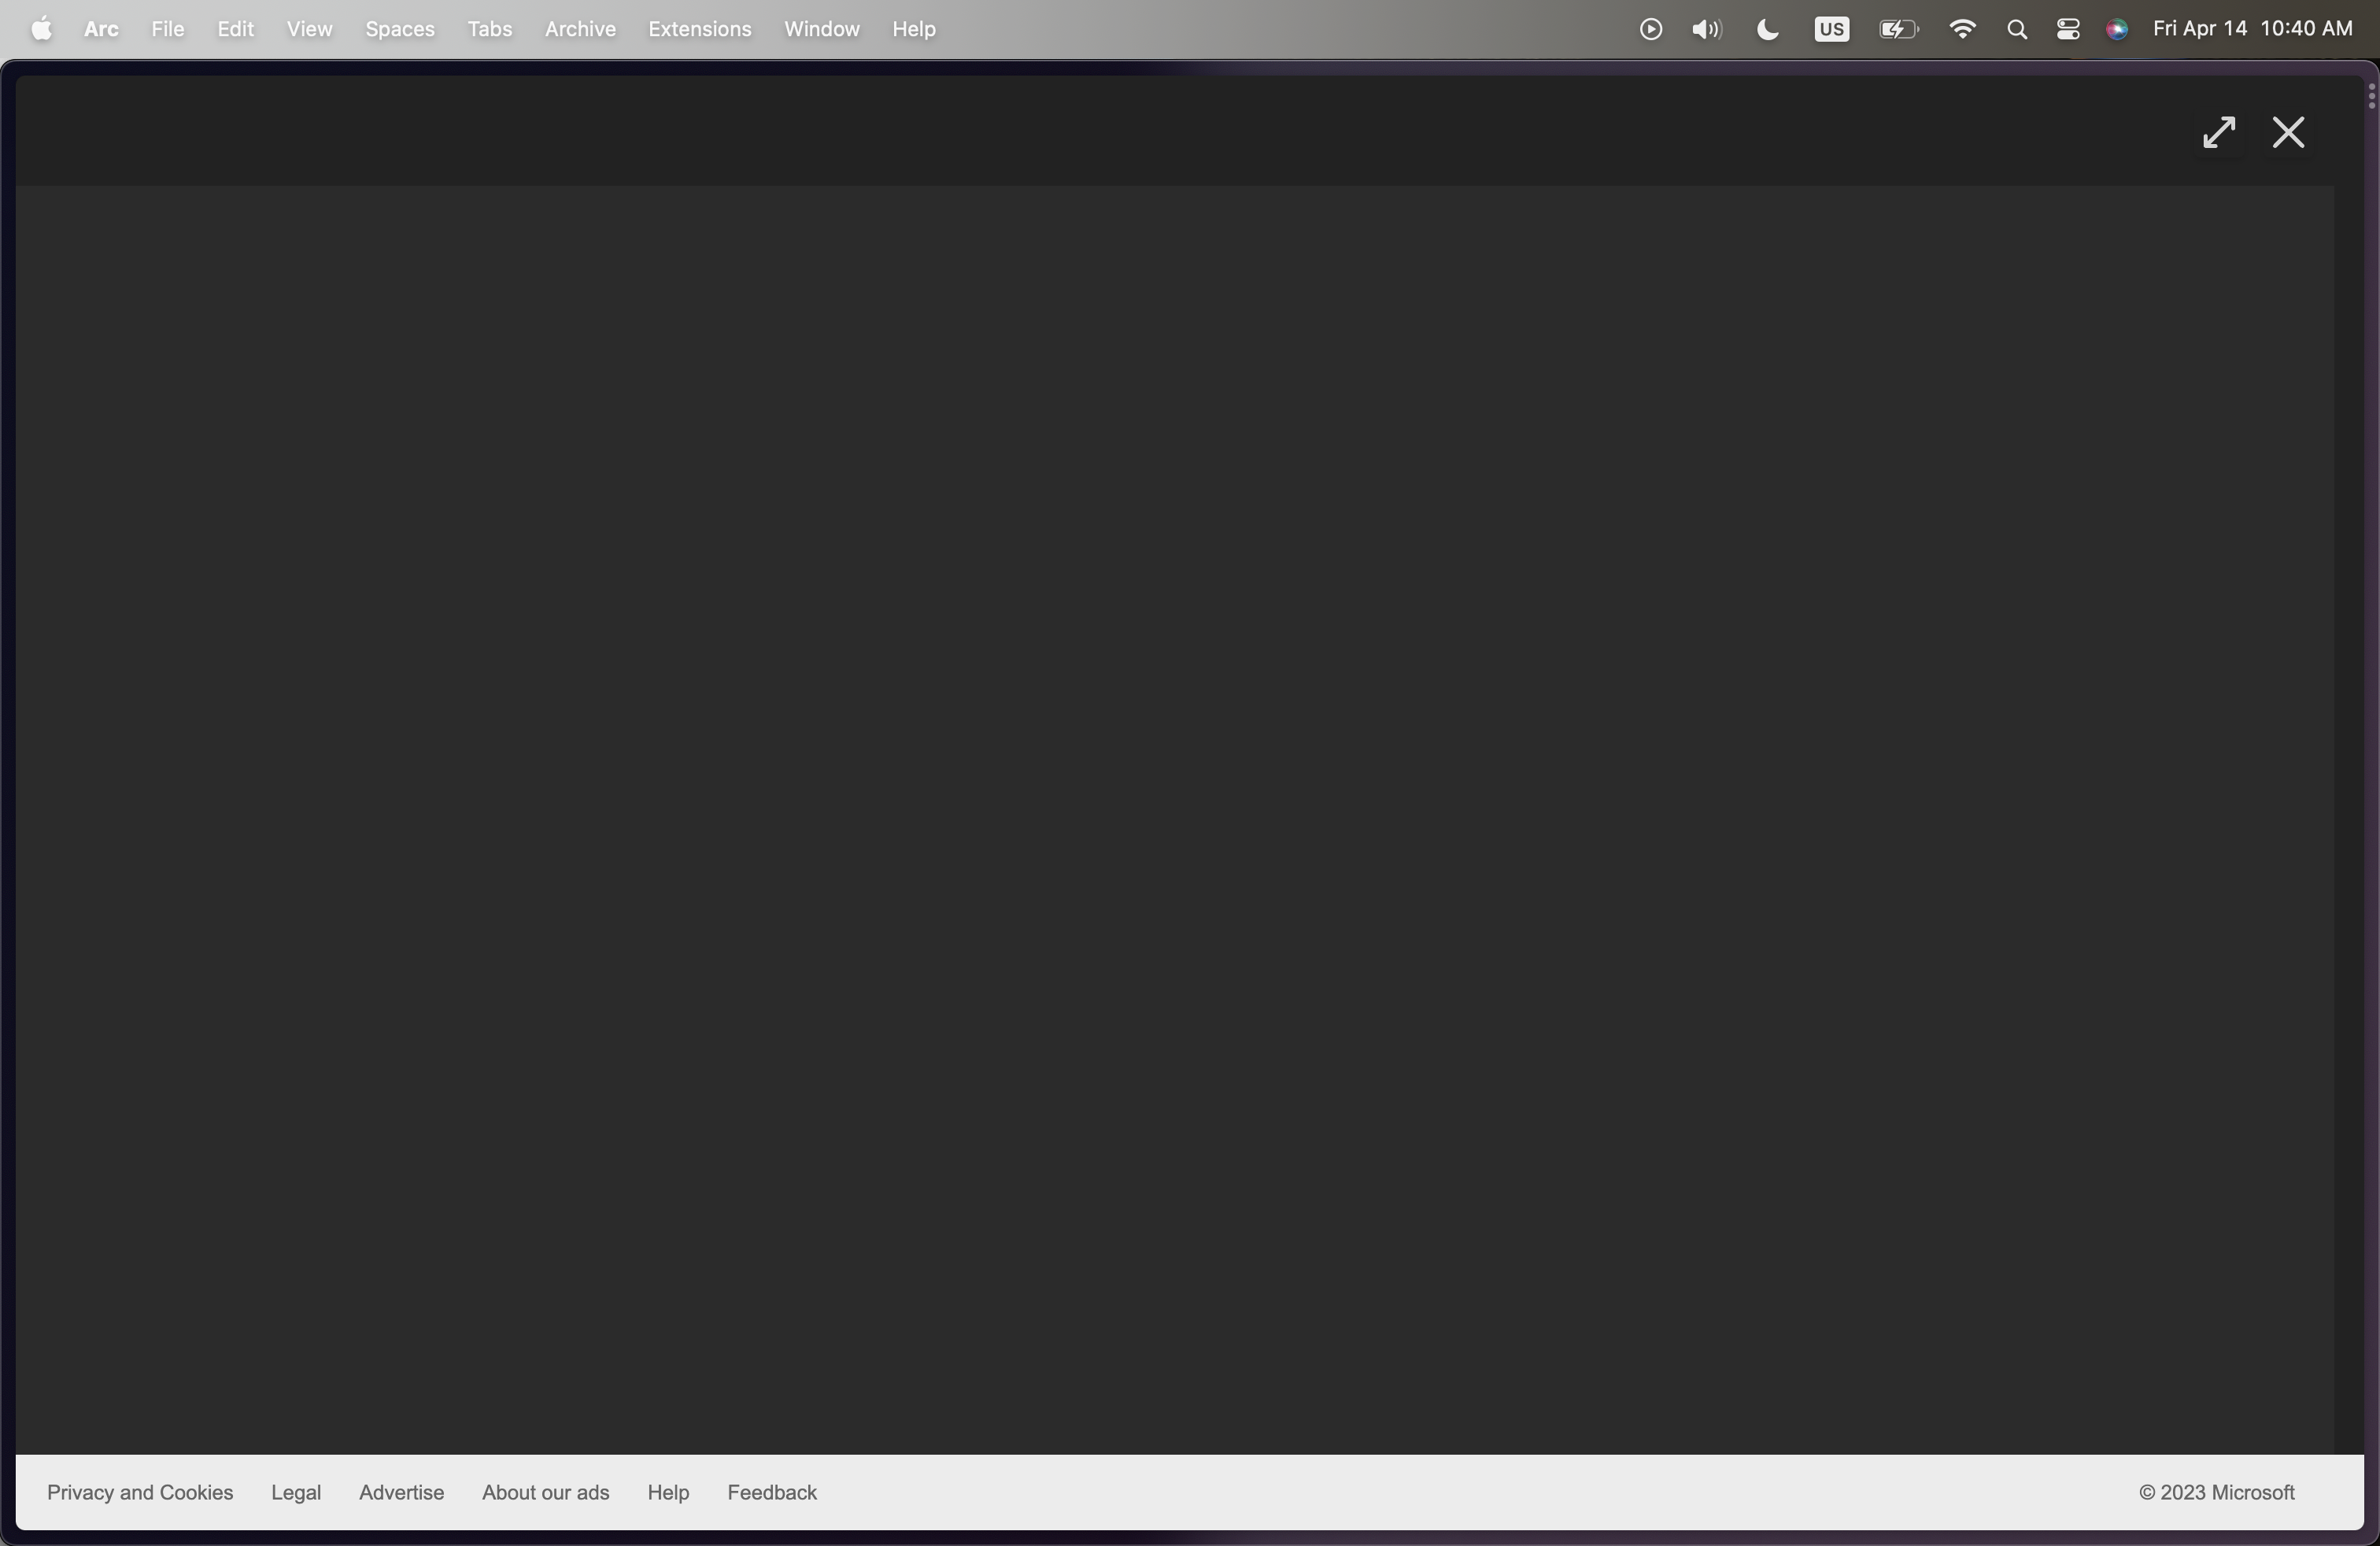 Arc File Edit View Spaces Tabs Archive Extensions Window Help US Fri Apr 14 10:40 AM
Privacy and Cookies Legal Advertise About our ads Help Feedback © 2023 Microsoft